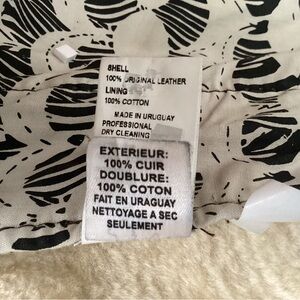 SHELL
100% ORIGINAL LEATHER
LINING
100% COTTON
MADE IN URUGUAY
PROFESSIONAL
DRY CLEANING
EXTERIEUR:
100% CUIR
DOUBLURE:
100% COTON
FAIT EN URUGUAY
NETTOYAGE A SEC
SEULEMENT